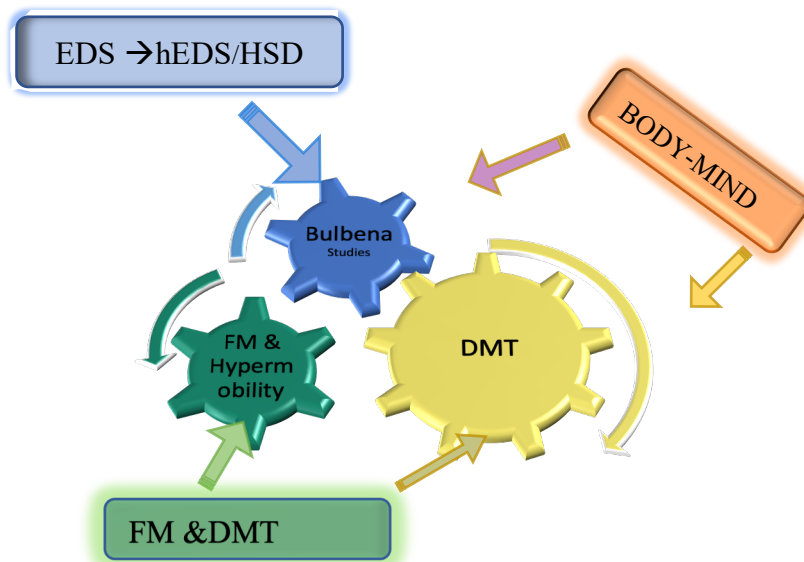 EDS →hEDS/HSD
BODY-MIND
Bulbena
Studies
FM &
Hyperm
obility
DMT
FM &DMT